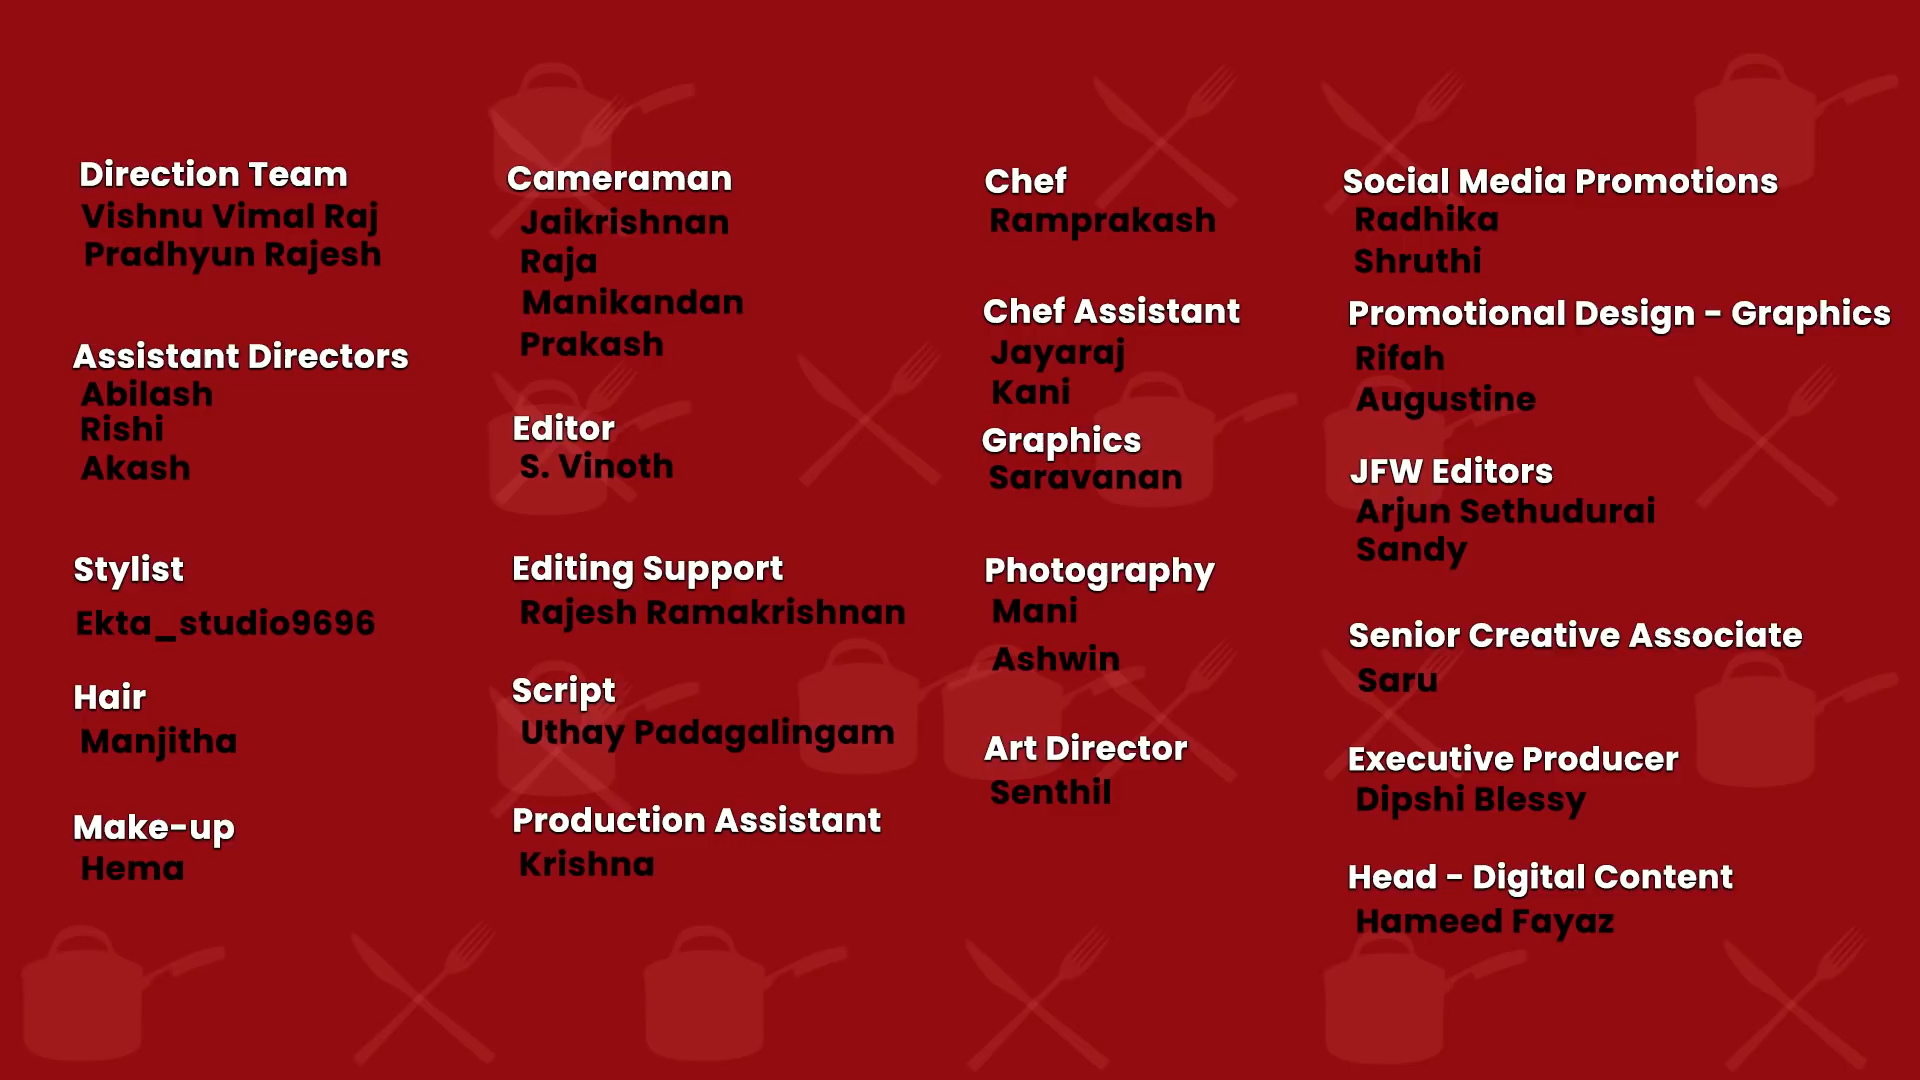 Direction Team
Vishnu Vimal Raj
Pradhyun Rajesh
Assistant Directors
Abilash
Rishi
Akash
Stylist
Ekta_studio9696
Hair
Manjitha
Make-up
Hema
Cameraman
Jaikrishnan
Raja
Manikandan
Prakash
Editor
S. Vinoth
Editing Support
Rajesh Ramakrishnan
Script
Uthay Padagalingam
Production Assistant
Krishna
Chef
Ramprakash
Chef Assistant
Jayaraj
Kani
Graphics
Saravanan
Photography
Mani
Ashwin
Art Director
Senthil
Social Media Promotions
Radhika
Shruthi
Promotional Design - Graphics
Rifah
Augustine
JFW Editors
Arjun Sethudurai
Sandy
Senior Creative Associate
Saru
Executive Producer
Dipshi Blessy
Head - Digital Content
Hameed Fayaz